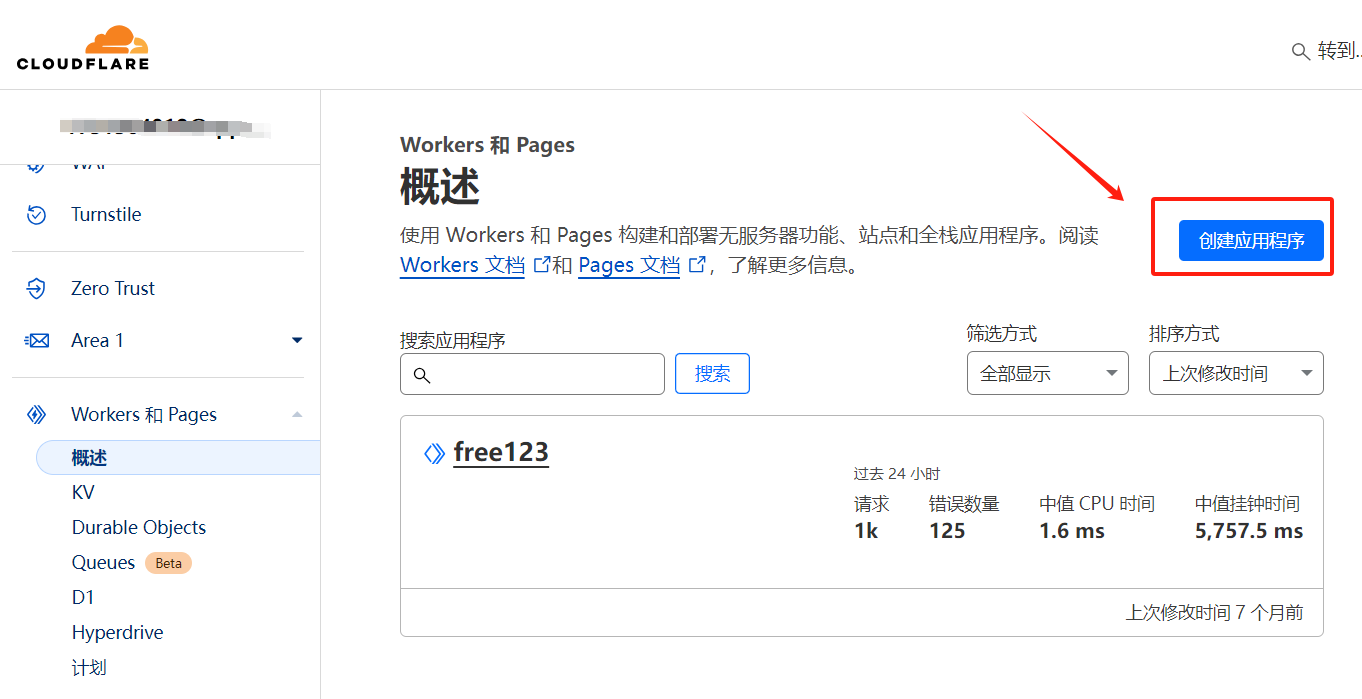 CLOUDFLARE
转到...
WAF
Turnstile
Zero Trust
Area 1
Workers 和 Pages
概述
KV
Durable Objects
Queues Beta
D1
Hyperdrive
计划
Workers 和 Pages
概述
使用 Workers 和 Pages 构建和部署无服务器功能、站点和全栈应用程序。阅读
Workers 文档 和 Pages 文档 ，了解更多信息。
创建应用程序
搜索应用程序
搜索
筛选方式
全部显示
排序方式
上次修改时间
free123
过去 24 小时
请求 错误数量 中值 CPU 时间 中值挂钟时间
1k 125 1.6 ms 5,757.5 ms
上次修改时间 7 个月前